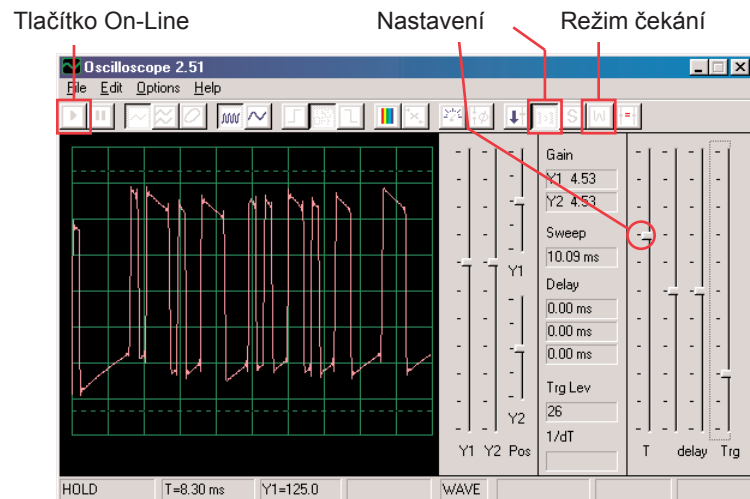 Tlačítko On-Line Nastavení Režim čekání
Oscilloscope 2.51
File Edit Options Help
S W
Gain
Y1 4.53
Y2 4.53
Sweep
10.09 ms
Y1
Delay
0.00 ms
0.00 ms
0.00 ms
Trg Lev
26
Y2
1/dT
Y1 Y2 Pos T delay Trg
HOLD T=8.30 ms Y1=125.0 WAVE